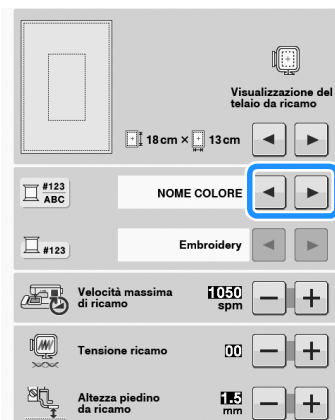 Visualizzazione del
telaio da ricamo
18 cm × 13 cm
#123
ABC
NOME COLORE
#123
Embroidery
Velocità massima
di ricamo
1050
spm
Tensione ricamo
00
Altezza piedino
da ricamo
1.5
mm